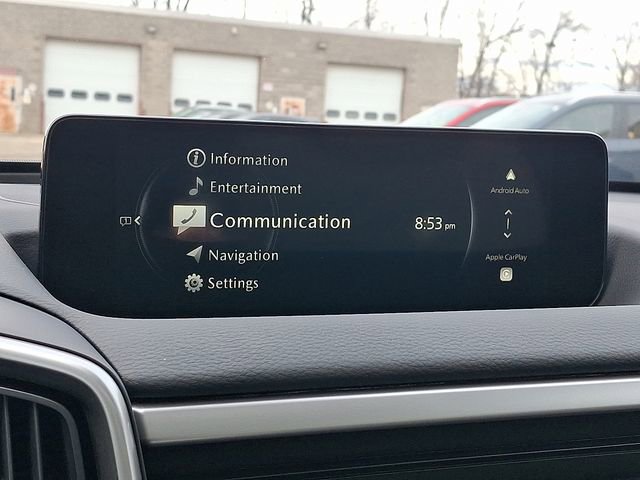 Information
Entertainment
Communication
8:53 pm
Navigation
Settings
Android Auto
Apple CarPlay